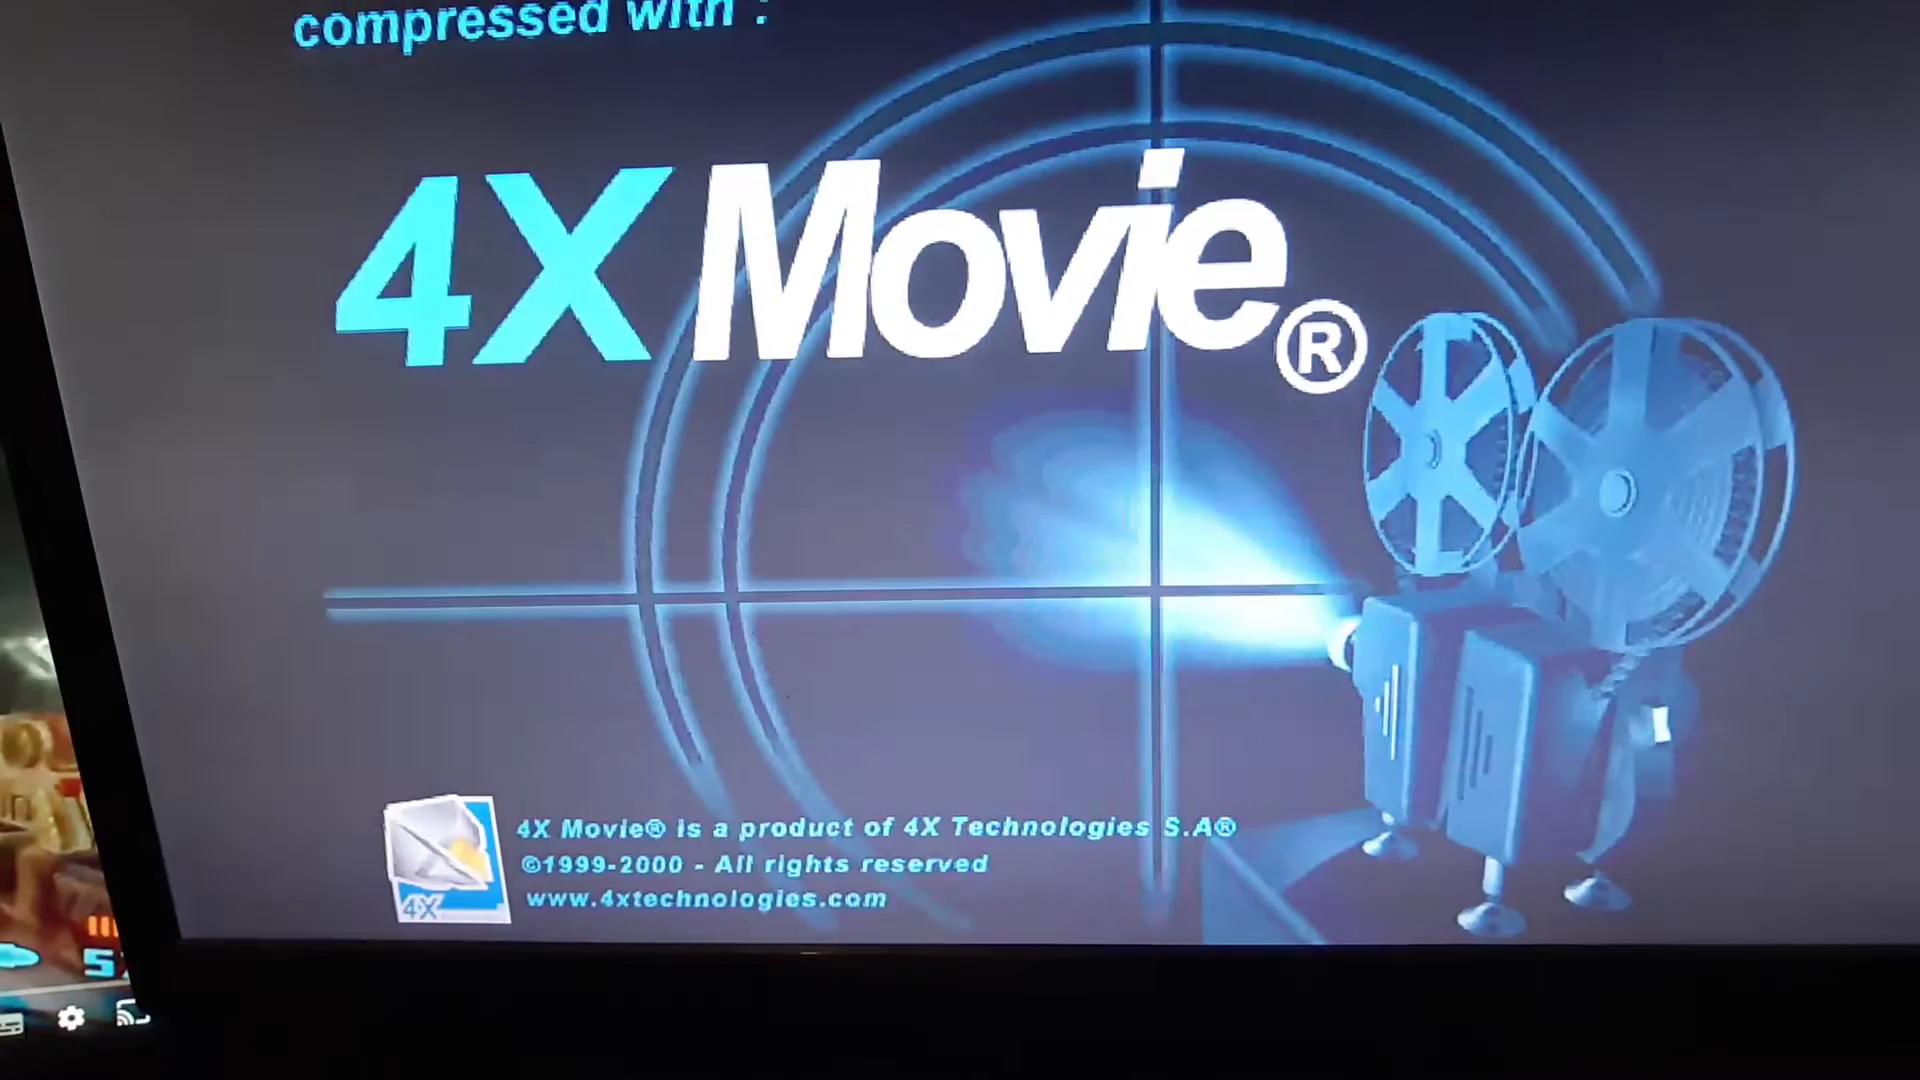 compressed with :
4X Movie®
4X Movie® is a product of 4X Technologies S.A®
©1999-2000 - All rights reserved
www.4xtechnologies.com
4X